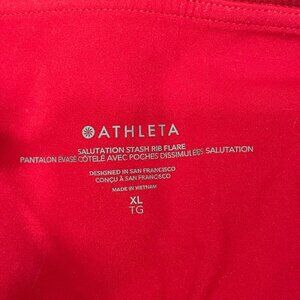 ATHLETA
SALUTATION STASH RIB FLARE
PANTALON ÉVASÉ CÔTELÉ AVEC POCHES DISSIMULÉES SALUTATION
DESIGNED IN SAN FRANCISCO
CONÇU À SAN FRANCISCO
MADE IN VIETNAM
XL
TG